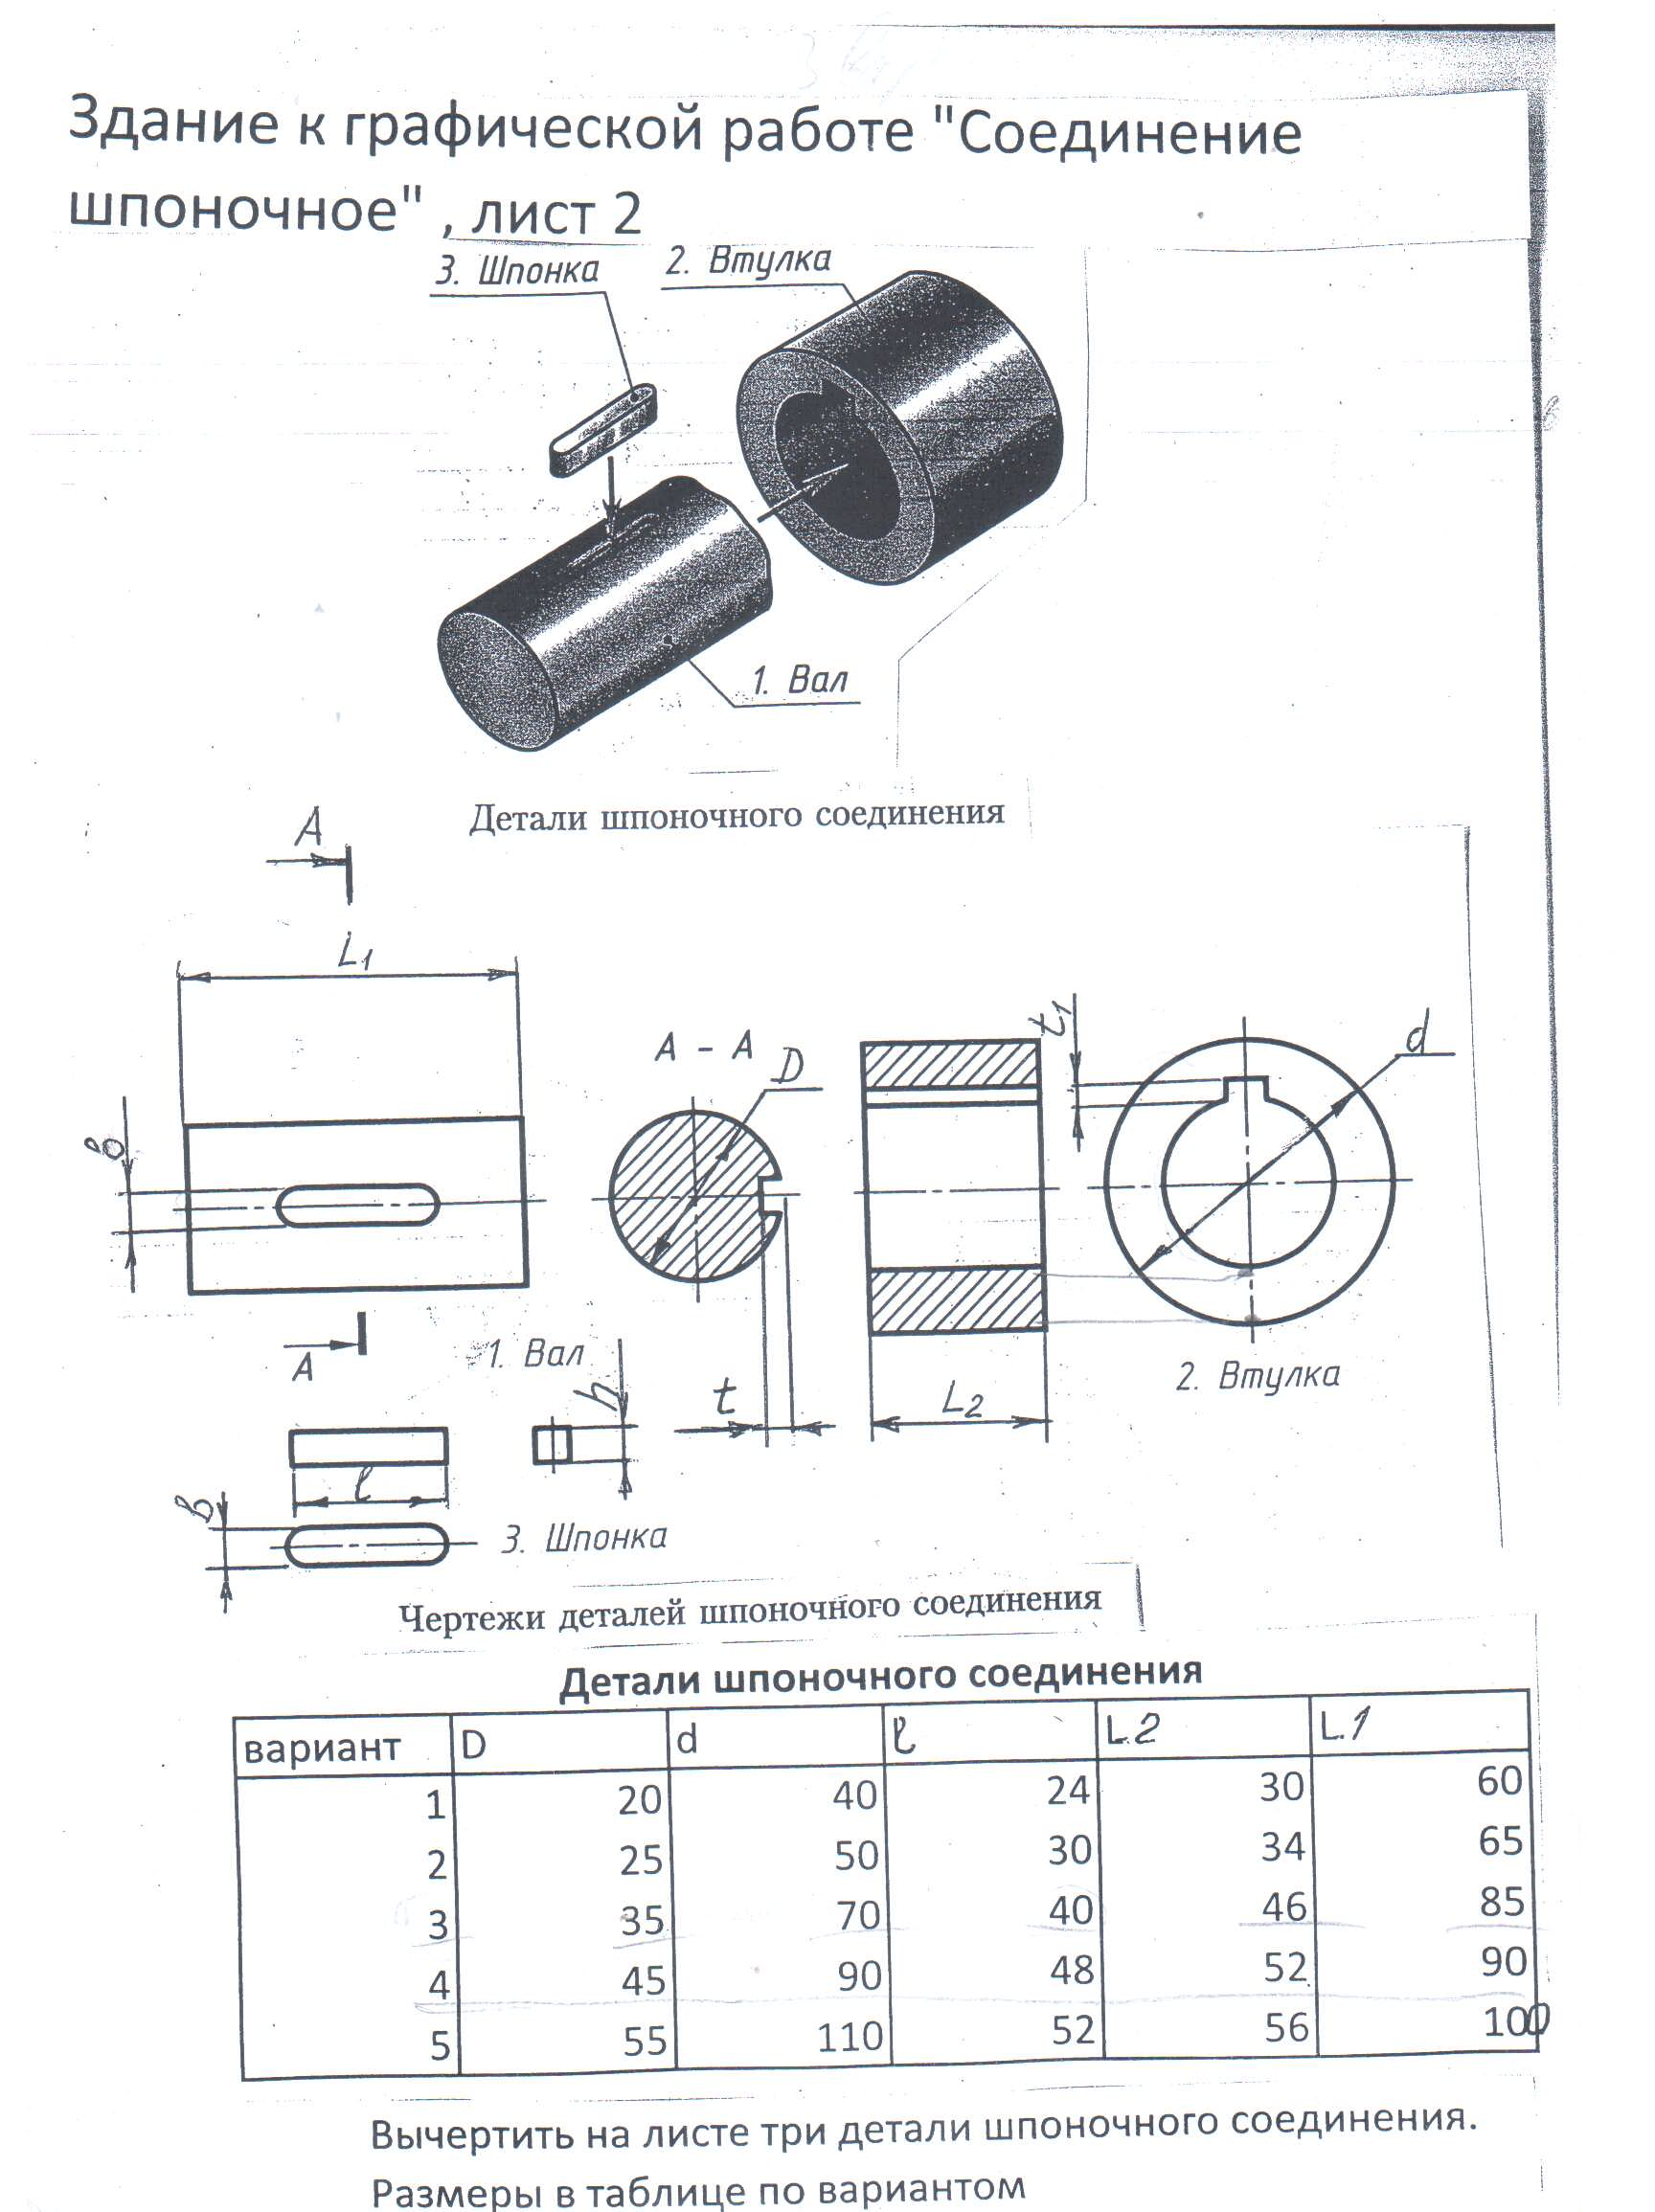 Здание к графической работе "Соединение
шпоночное" , лист 2
3. Шпонка
2. Втулка
1. Вал
Детали шпоночного соединения
A
L1
A - A
D
t1
d
в
A
1. Вал
h
t
L2
2. Втулка
l
в
3. Шпонка
Чертежи деталей шпоночного соединения
Детали шпоночного соединения
вариант D d l L.2 L.1
1 20 40 24 30 60
2 25 50 30 34 65
3 35 70 40 46 85
4 45 90 48 52 90
5 55 110 52 56 100
Вычертить на листе три детали шпоночного соединения.
Размеры в таблице по вариантом